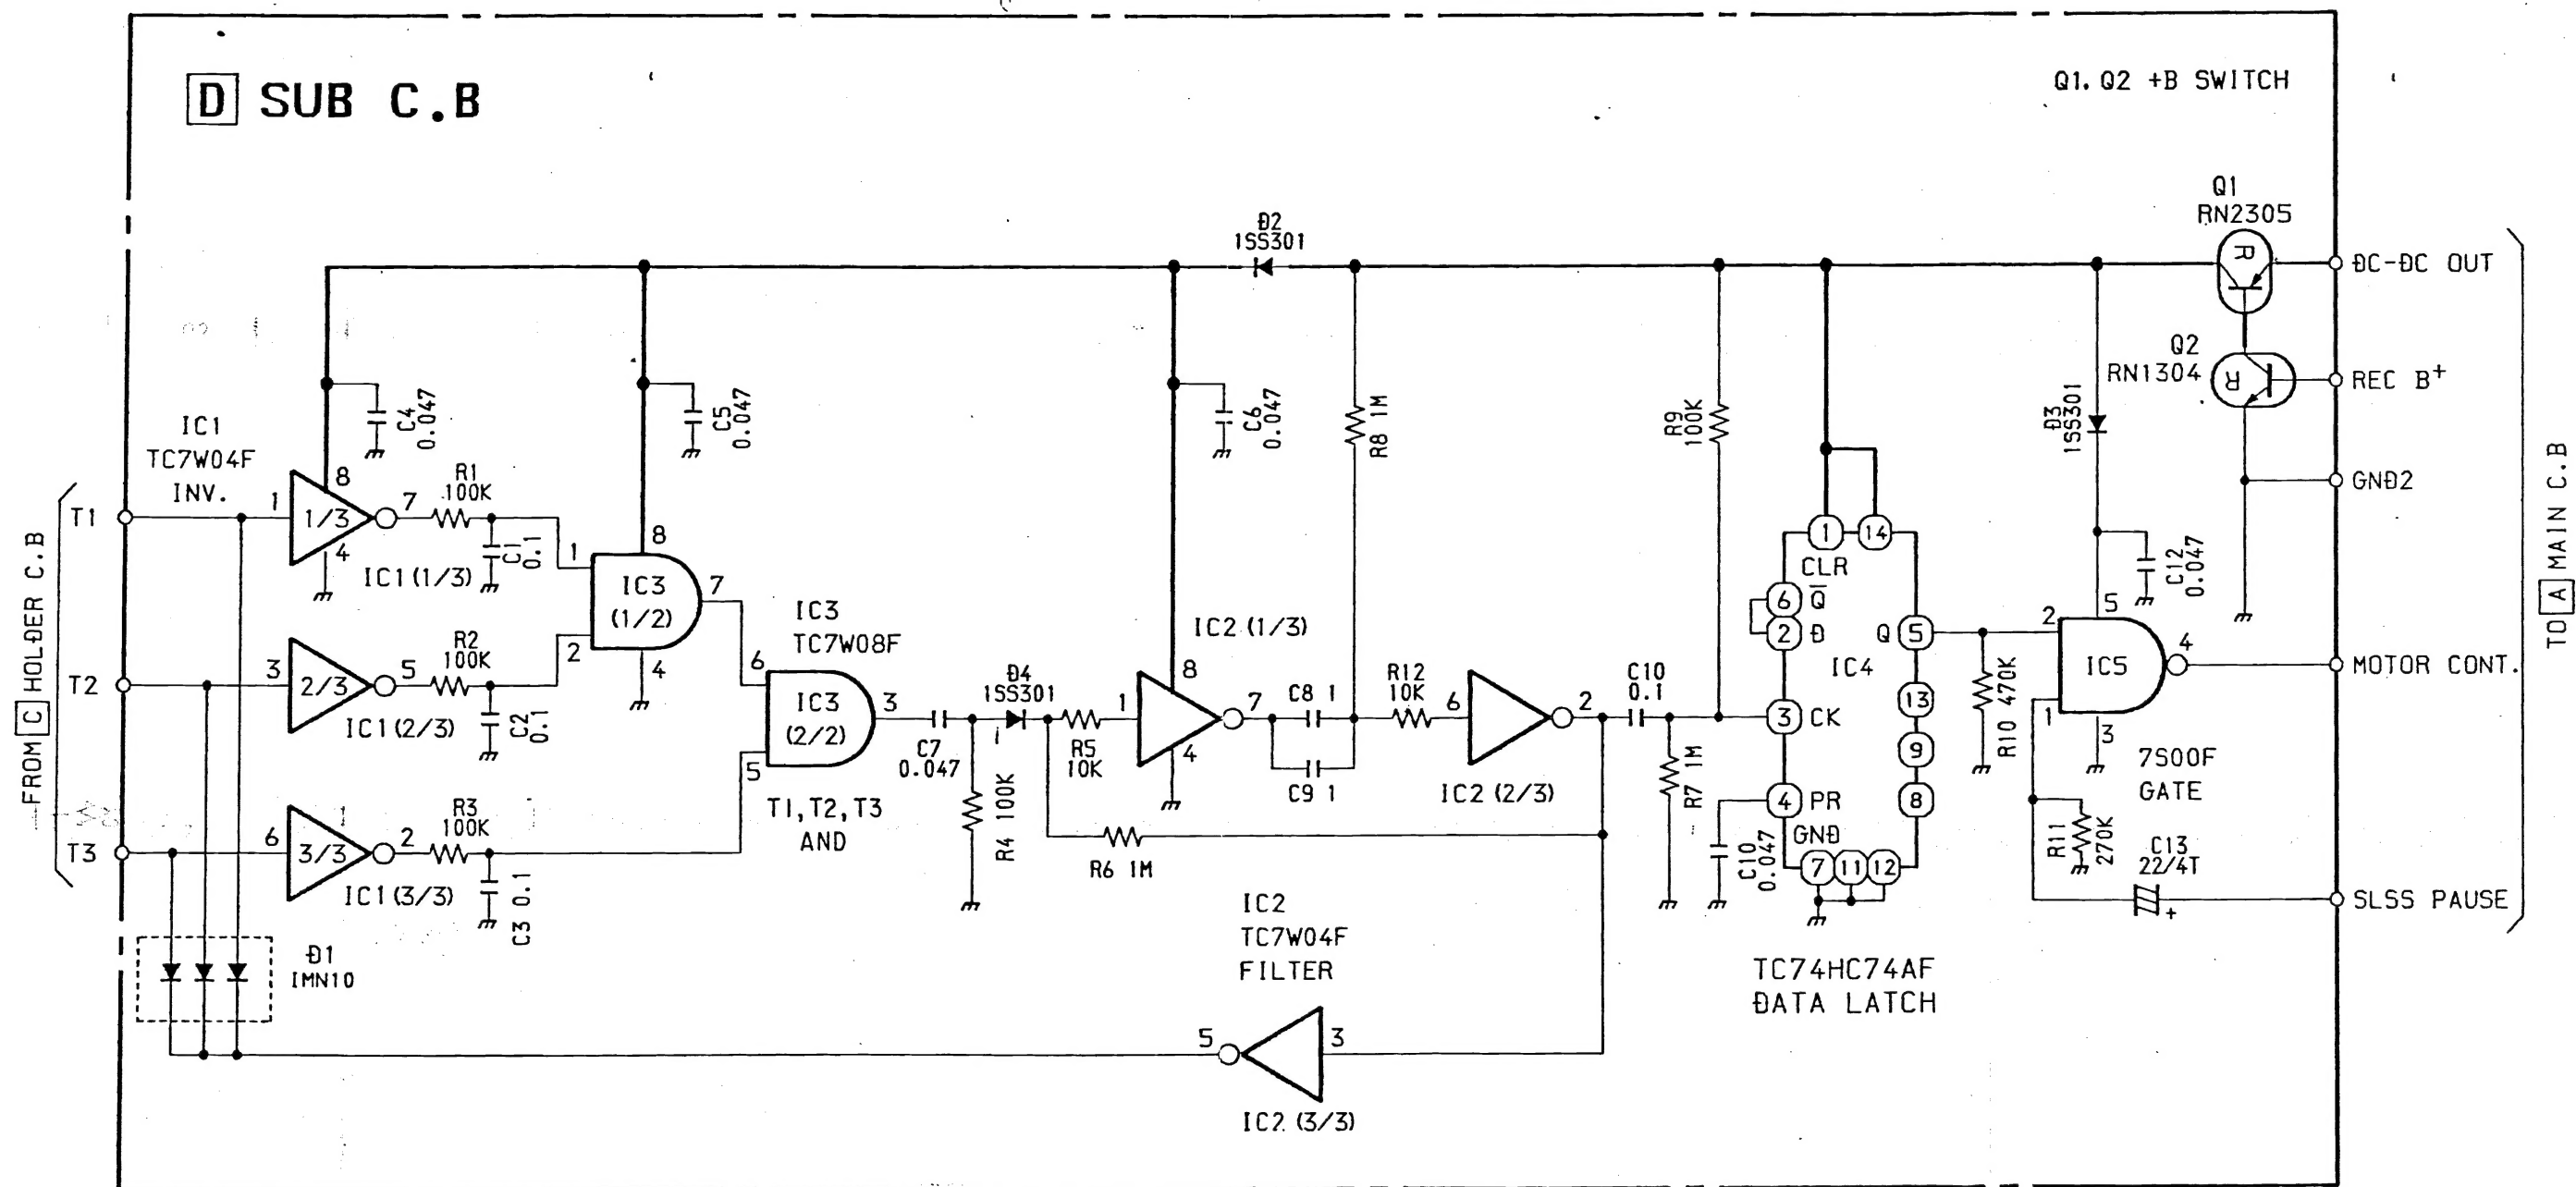 D SUB C.B
Q1. Q2 +B SWITCH
Q1
RN2305
R
DC-DC OUT
D2
1SS301
Q2
RN1304
R
REC B+
GND2
C4
0.047
C5
0.047
C6
0.047
R8 1M
R9
100K
D3
1SS301
IC1
TC7W04F
INV.
T1
1
1/3
8
4
7
R1
100K
C1
0.1
IC1 (1/3)
1
2
8
4
IC3
(1/2)
7
T2
3
2/3
5
R2
100K
C2
0.1
IC1 (2/3)
IC3
TC7W08F
6
5
IC3
(2/2)
3
T1,T2,T3
AND
T3
6
3/3
2
R3
100K
C3 0.1
IC1 (3/3)
FROM C HOLDER C.B
D1
IMN10
C7
0.047
R4 100K
D4
1SS301
R5
10K
R6 1M
IC2 (1/3)
1
8
4
7
C8 1
C9 1
R12
10K
6
2
IC2 (2/3)
C10
0.1
R7 1M
C10
0.047
IC2
TC7W04F
FILTER
5
3
IC2 (3/3)
1
14
CLR
6
Q̅
2
D
3
CK
4
PR
GND
7
11
12
Q
5
IC4
13
9
8
TC74HC74AF
DATA LATCH
R10 470K
C12
0.047
2
5
1
3
IC5
4
7S00F
GATE
MOTOR CONT.
R11
270K
C13
22/4T
+
SLSS PAUSE
TO A MAIN C.B